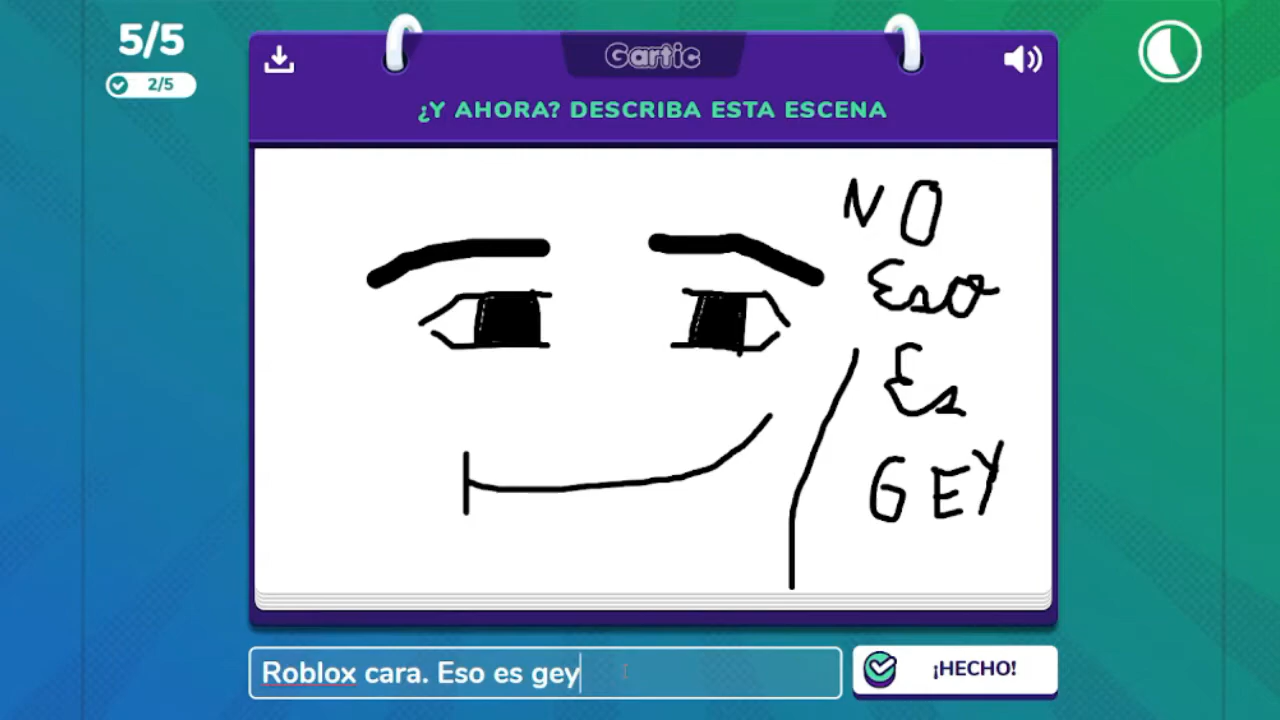 5/5
2/5
Gartic
¿Y AHORA? DESCRIBA ESTA ESCENA
NO
Eso
Es
GEY
Roblox cara. Eso es gey
¡HECHO!